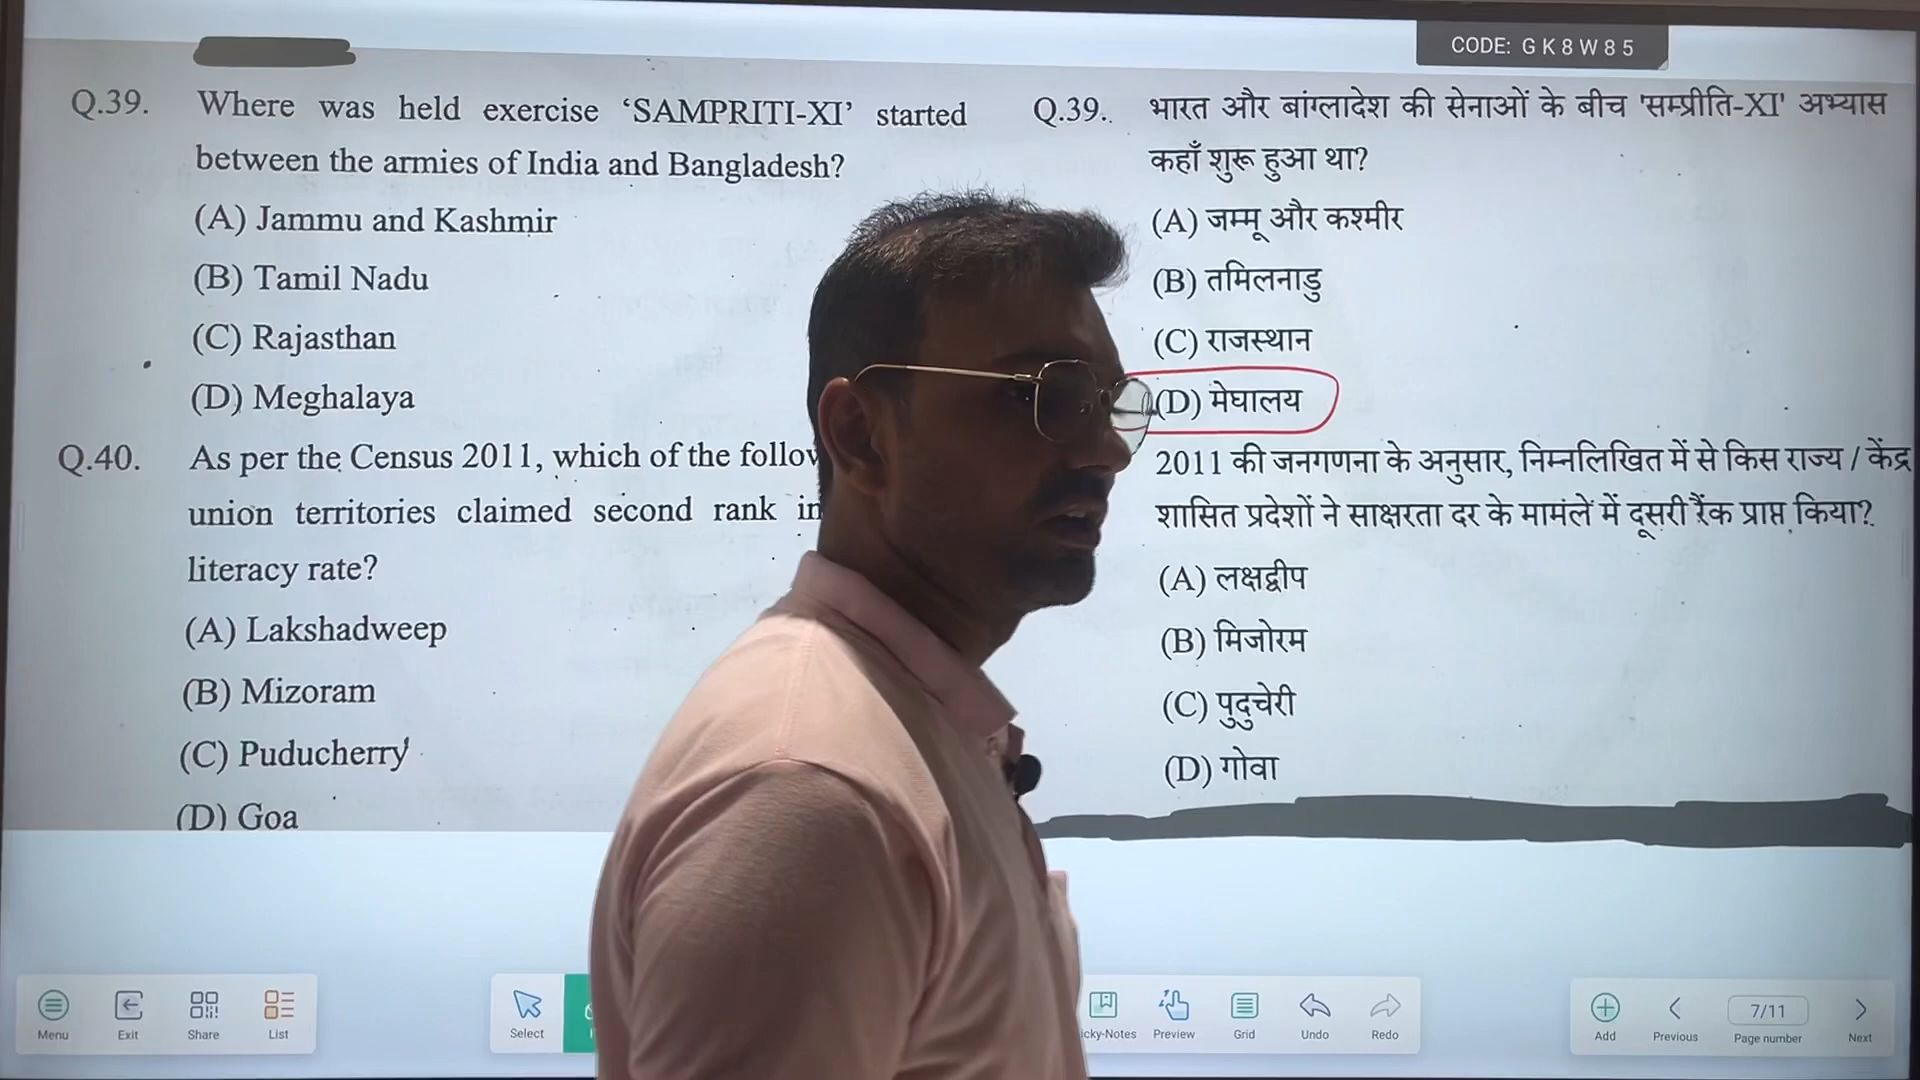 CODE: GK8W85
Q.39. Where was held exercise ‘SAMPRITI-XI’ started
between the armies of India and Bangladesh?
(A) Jammu and Kashmir
(B) Tamil Nadu
(C) Rajasthan
(D) Meghalaya
Q.40. As per the Census 2011, which of the
union territories claimed second rank in
literacy rate?
(A) Lakshadweep
(B) Mizoram
(C) Puducherry
(D) Goa
Q.39. भारत और बांग्लादेश की सेनाओं के बीच 'सम्प्रीति-XI' अभ्यास
कहाँ शुरू हुआ था?
(A) जम्मू और कश्मीर
(B) तमिलनाडु
(C) राजस्थान
(D) मेघालय
2011 की जनगणना के अनुसार, निम्नलिखित में से किस राज्य / केंद्र
शासित प्रदेशों ने साक्षरता दर के मामले में दूसरी रैंक प्राप्त किया?
(A) लक्षद्वीप
(B) मिजोरम
(C) पुदुचेरी
(D) गोवा
Menu Exit Share List Select icky-Notes Preview Grid Undo Redo Add Previous 7/11 Page number Next